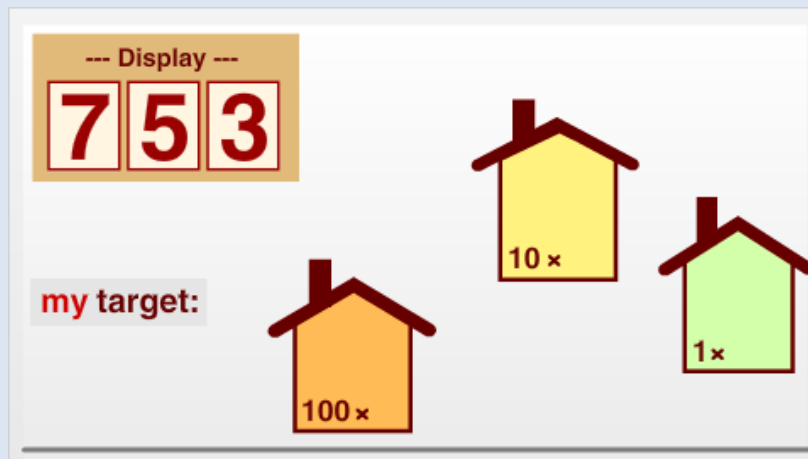 --- Display ---
7 5 3
10 ×
my target:
1×
100 ×